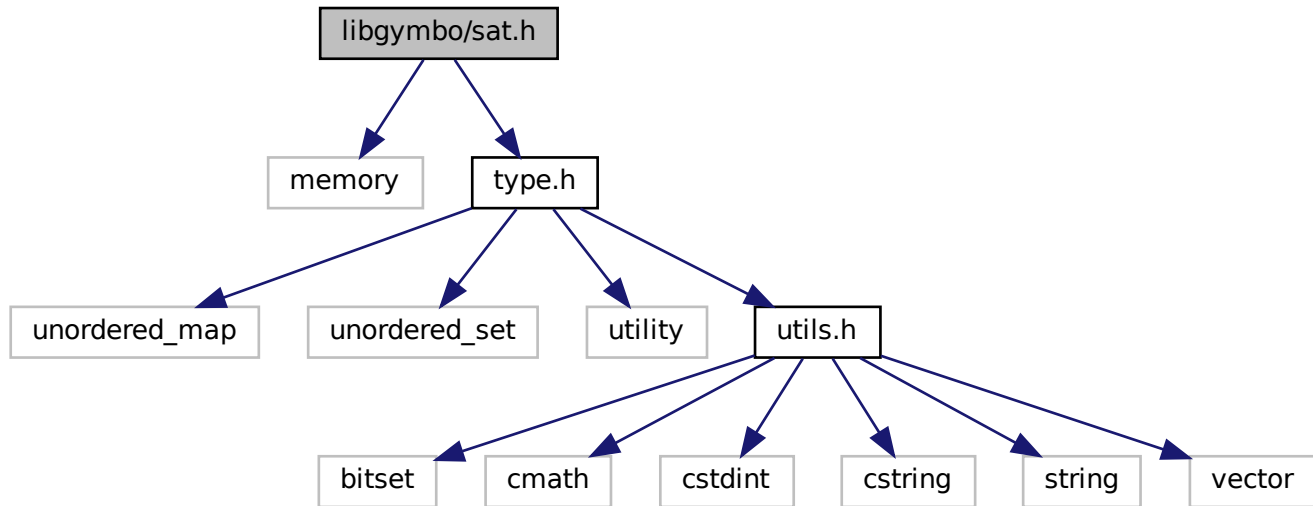 libgymbo/sat.h
memory
type.h
unordered_map
unordered_set
utility
utils.h
bitset
cmath
cstdint
cstring
string
vector